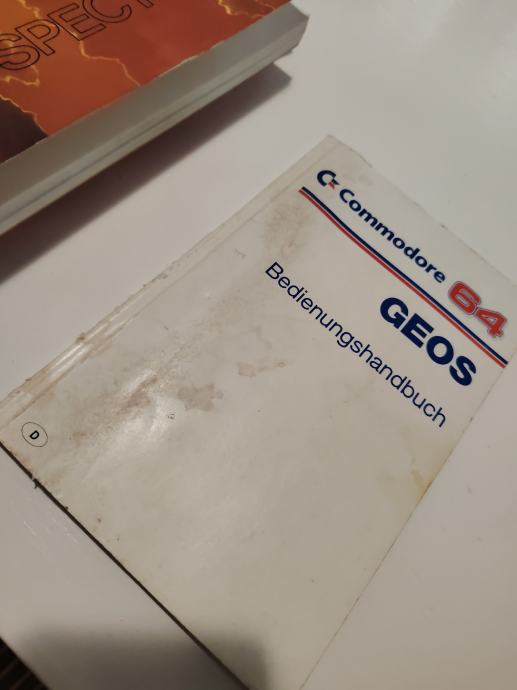 SPECT
Commodore 64
GEOS
Bedienungshandbuch
D